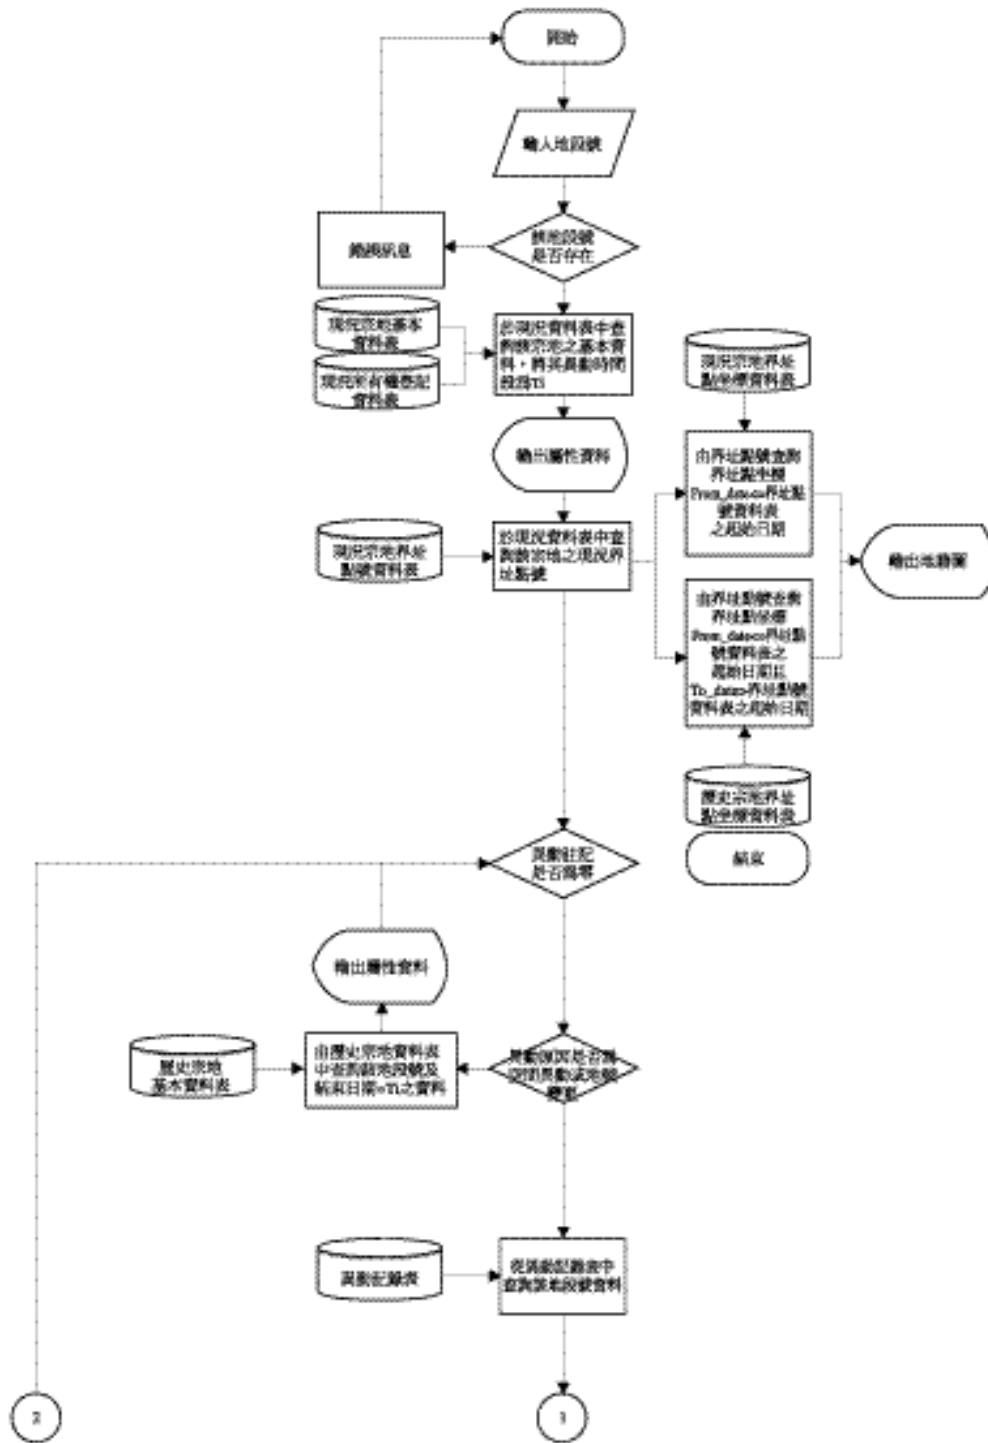 開始
輸入地段號
該地段號
是否存在
錯誤訊息
現況宗地基本
資料表
現況所有權登記
資料表
於現況資料表中查
詢該宗地之基本資
料，將其異動時間
設為Ti
現況宗地界址
點坐標資料表
輸出屬性資料
由界址點號查詢
界址點坐標
From_date<=界址點
號資料表
之起始日期
現況宗地界址
點號資料表
於現況資料表中查
詢該宗地之現況界
址點號
輸出地籍圖
由界址點號查詢
界址點坐標
From_date<=界址點
號資料表之
起始日期且
To_date>界址點號
資料表之起始日期
歷史宗地界址
點坐標資料表
異動註記
是否為零
結束
輸出屬性資料
歷史宗地
基本資料表
由歷史宗地資料表
中查詢該地段號及
結束日期=Ti之資料
異動原因是否為
空間異動或地號
變更
異動記錄表
從異動記錄表中
查詢該地段號資料
2
1